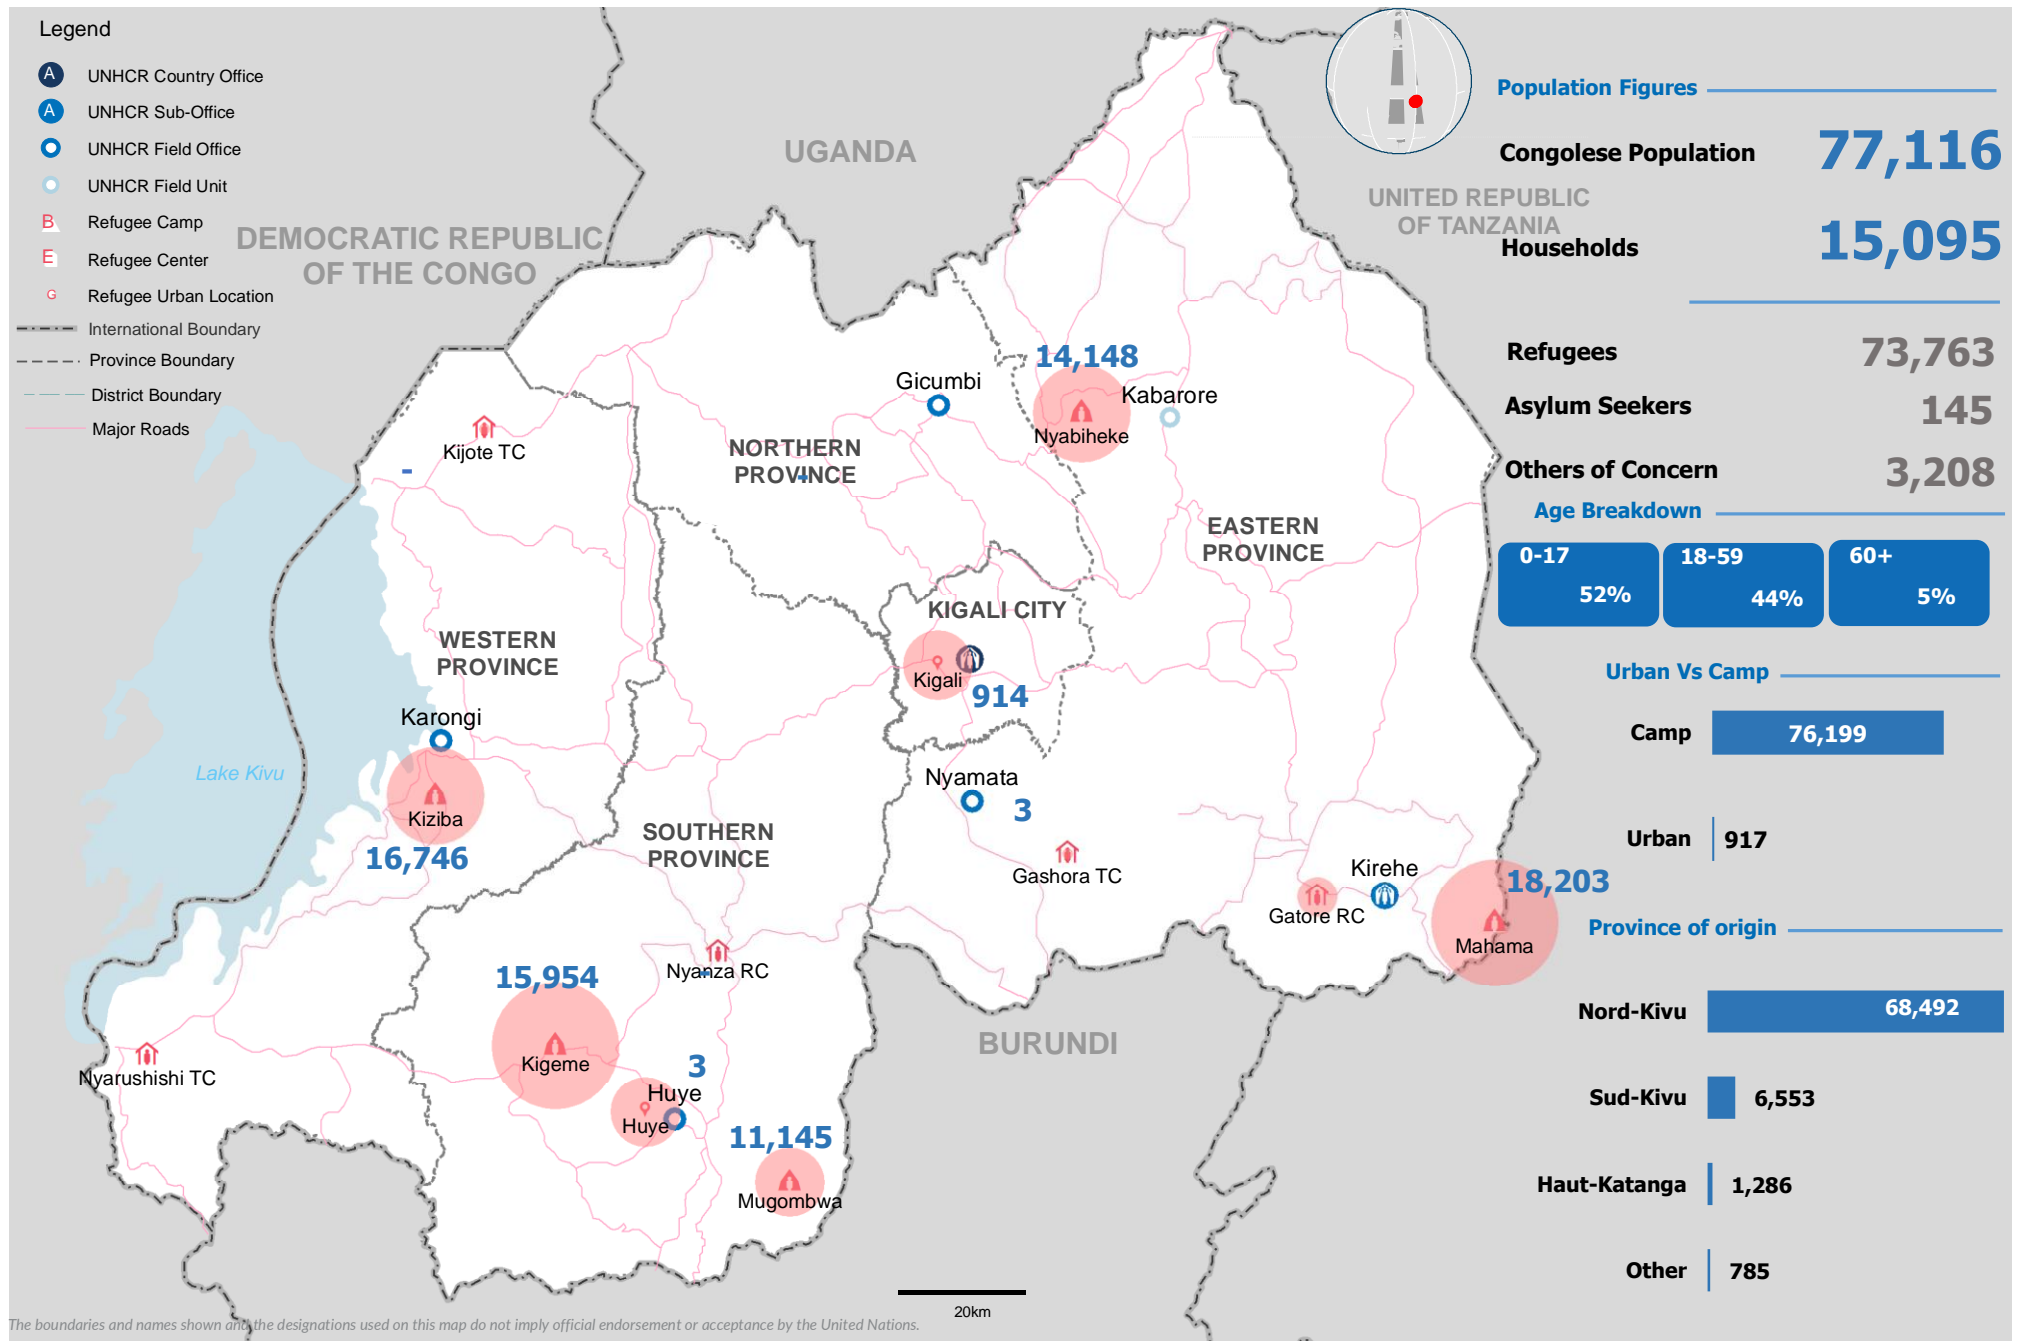 Legend
A UNHCR Country Office
A UNHCR Sub-Office
UNHCR Field Office
UNHCR Field Unit
B Refugee Camp
E Refugee Center
G Refugee Urban Location
International Boundary
Province Boundary
District Boundary
Major Roads
DEMOCRATIC REPUBLIC
OF THE CONGO
UGANDA
UNITED REPUBLIC
OF TANZANIA
BURUNDI
Lake Kivu
14,148
Gicumbi
Kabarore
Nyabiheke
Kijote TC
-
NORTHERN
PROVINCE
-
EASTERN
PROVINCE
KIGALI CITY
Kigali
914
WESTERN
PROVINCE
Karongi
Kiziba
16,746
Nyamata
3
SOUTHERN
PROVINCE
Gashora TC
Kirehe
Gatore RC
18,203
Mahama
Nyanza RC
-
15,954
Kigeme
Nyarushishi TC
3
Huye
Huye
11,145
Mugombwa
20km
The boundaries and names shown and the designations used on this map do not imply official endorsement or acceptance by the United Nations.
Population Figures
Congolese Population 77,116
Households 15,095
Refugees 73,763
Asylum Seekers 145
Others of Concern 3,208
Age Breakdown
0-17 18-59 60+
52% 44% 5%
Urban Vs Camp
Camp 76,199
Urban 917
Province of origin
Nord-Kivu 68,492
Sud-Kivu 6,553
Haut-Katanga 1,286
Other 785